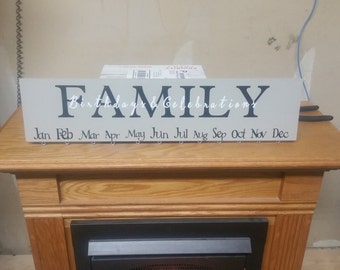 FAMILY
Birthdays & Celebrations
Jan Feb Mar Apr May Jun Jul Aug Sep Oct Nov Dec